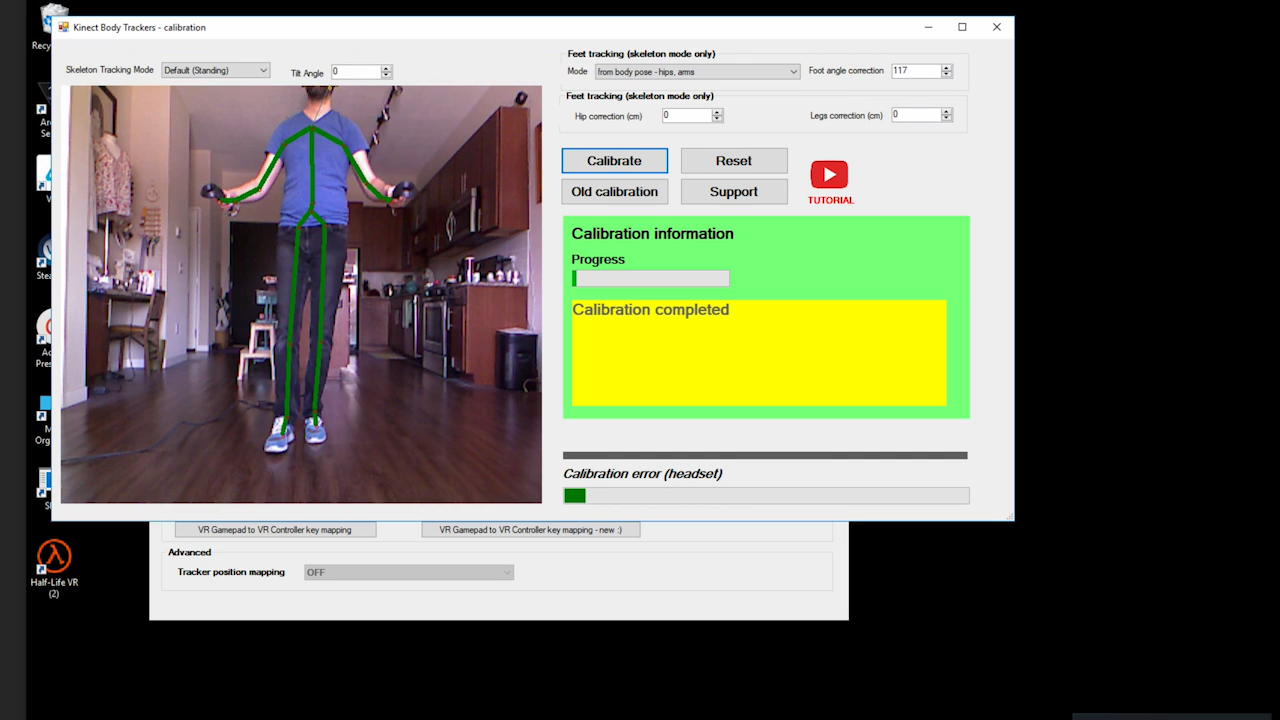 Kinect Body Trackers - calibration
Skeleton Tracking Mode
Default (Standing)
Tilt Angle
0
Feet tracking (skeleton mode only)
Mode
from body pose - hips, arms
Foot angle correction
117
Feet tracking (skeleton mode only)
Hip correction (cm)
0
Legs correction (cm)
0
Calibrate
Reset
Old calibration
Support
TUTORIAL
Calibration information
Progress
Calibration completed
Calibration error (headset)
VR Gamepad to VR Controller key mapping
VR Gamepad to VR Controller key mapping - new :)
Advanced
Tracker position mapping
OFF
Half-Life VR
(2)